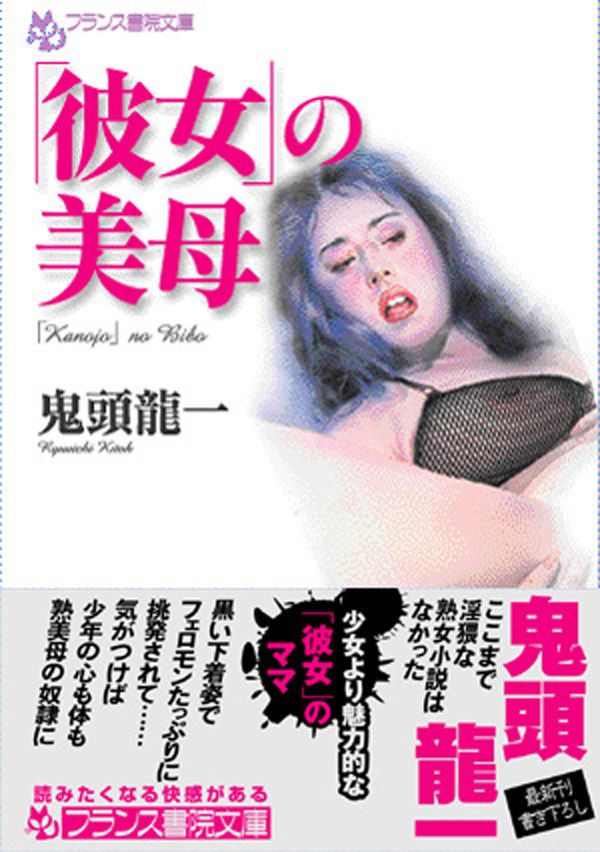 フランス書院文庫
「彼女」の
美母
「Kanojo」no Bibo
鬼頭龍一
Ryuuichi Kitoh
鬼頭
龍一
最新刊
書き下ろし
ここまで
淫猥な
熟女小説は
なかった
少女より魅力的な
「彼女」の
ママ
黒い下着姿で
フェロモンたっぷりに
挑発されて……
気がつけば
少年の心も体も
熟美母の奴隷に
読みたくなる快感がある
フランス書院文庫